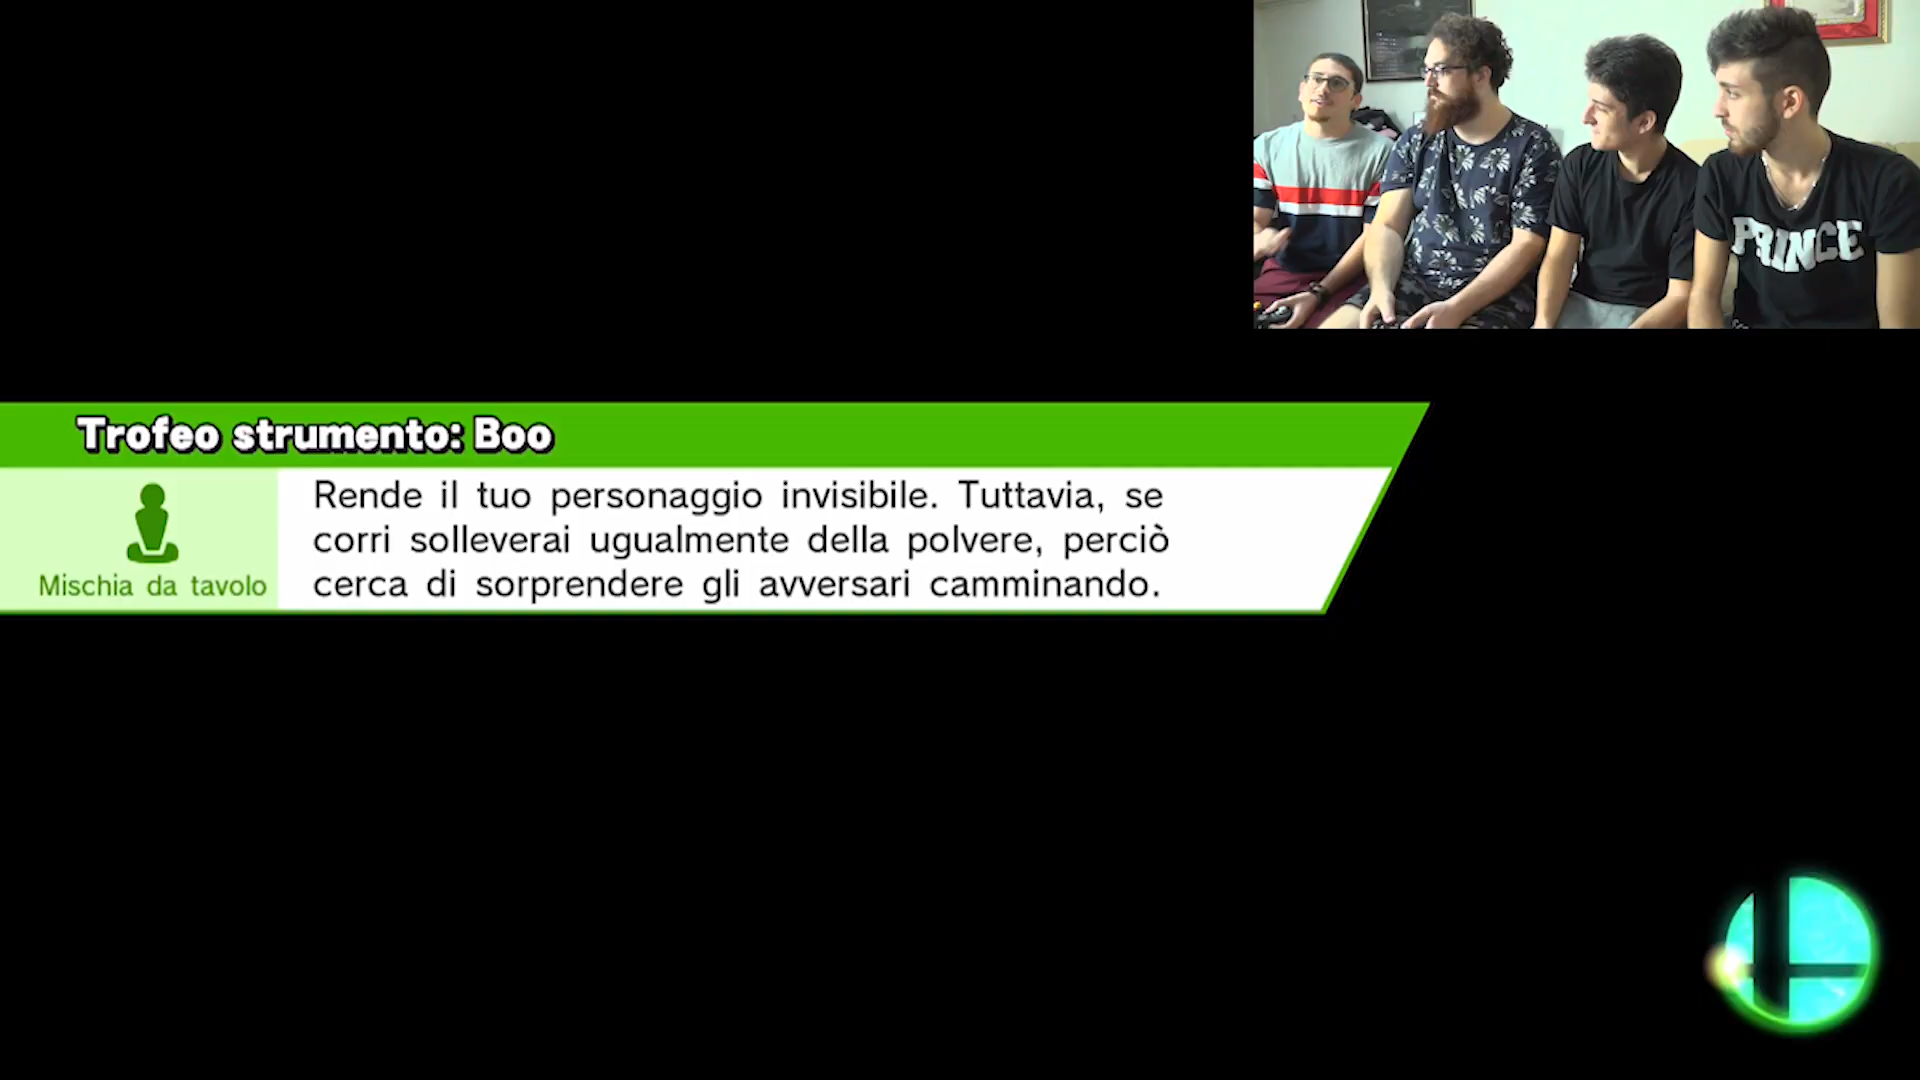 PRINCE
Trofeo strumento: Boo
Rende il tuo personaggio invisibile. Tuttavia, se
corri solleverai ugualmente della polvere, perciò
cerca di sorprendere gli avversari camminando.
Mischia da tavolo